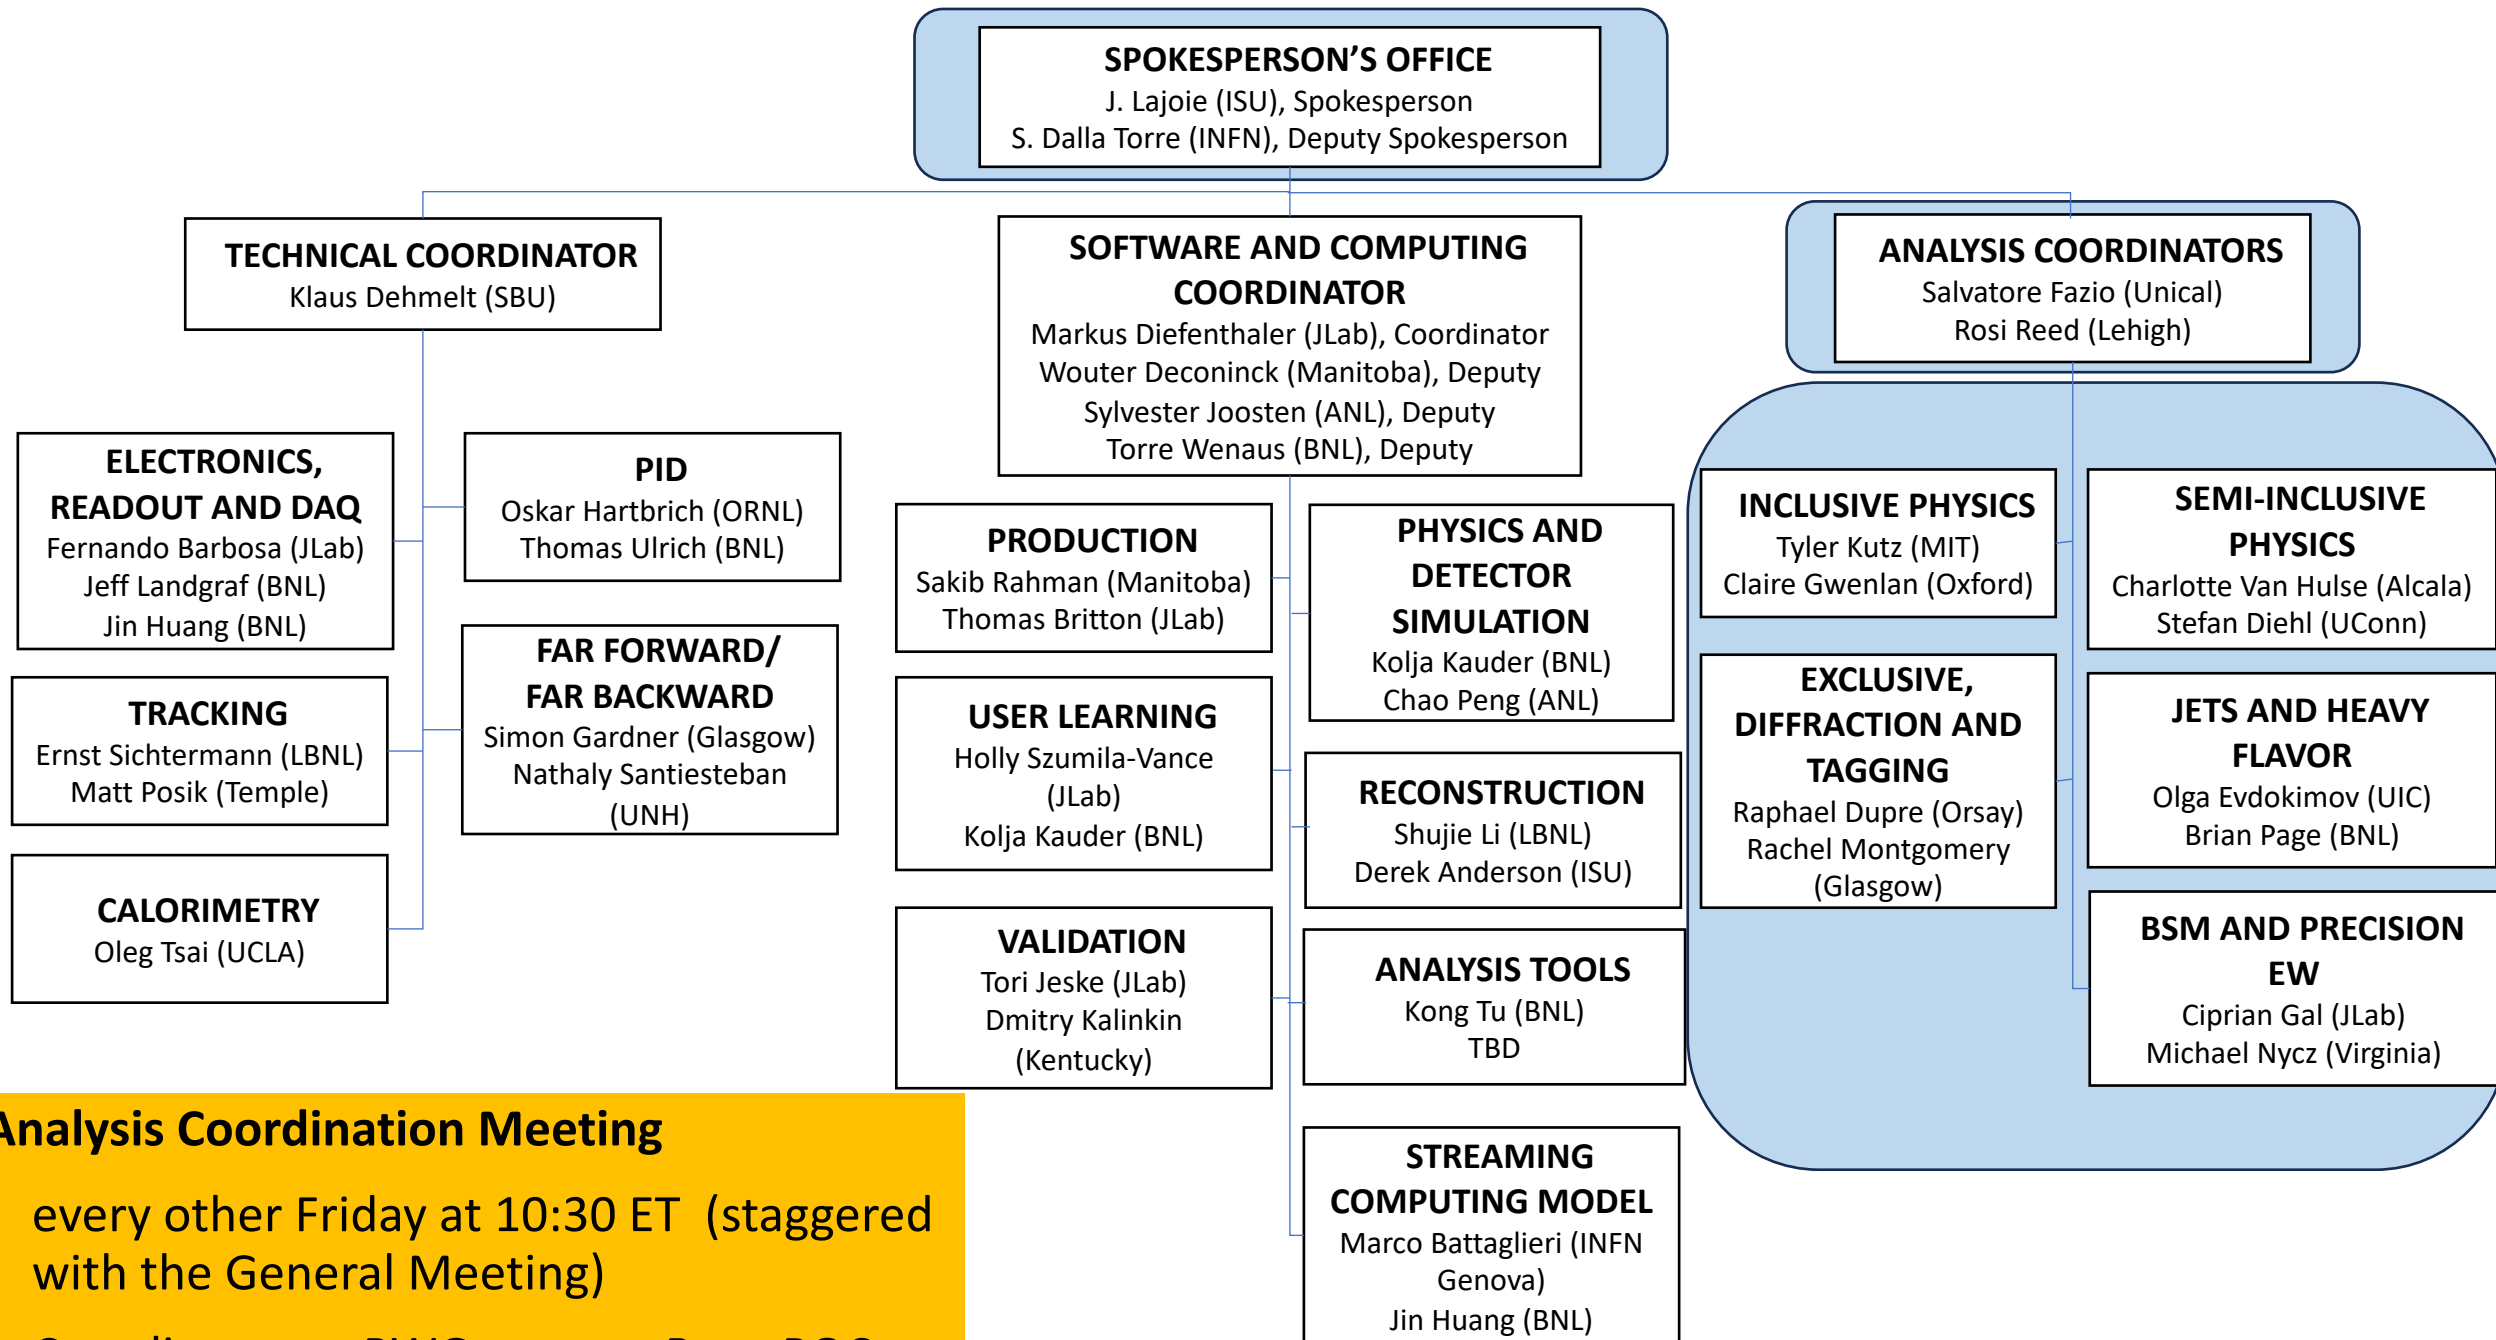 SPOKESPERSON’S OFFICE
J. Lajoie (ISU), Spokesperson
S. Dalla Torre (INFN), Deputy Spokesperson
TECHNICAL COORDINATOR
Klaus Dehmelt (SBU)
ELECTRONICS,
READOUT AND DAQ
Fernando Barbosa (JLab)
Jeff Landgraf (BNL)
Jin Huang (BNL)
PID
Oskar Hartbrich (ORNL)
Thomas Ulrich (BNL)
FAR FORWARD/
FAR BACKWARD
Simon Gardner (Glasgow)
Nathaly Santiesteban
(UNH)
TRACKING
Ernst Sichtermann (LBNL)
Matt Posik (Temple)
CALORIMETRY
Oleg Tsai (UCLA)
SOFTWARE AND COMPUTING
COORDINATOR
Markus Diefenthaler (JLab), Coordinator
Wouter Deconinck (Manitoba), Deputy
Sylvester Joosten (ANL), Deputy
Torre Wenaus (BNL), Deputy
PRODUCTION
Sakib Rahman (Manitoba)
Thomas Britton (JLab)
PHYSICS AND
DETECTOR
SIMULATION
Kolja Kauder (BNL)
Chao Peng (ANL)
USER LEARNING
Holly Szumila-Vance
(JLab)
Kolja Kauder (BNL)
RECONSTRUCTION
Shujie Li (LBNL)
Derek Anderson (ISU)
VALIDATION
Tori Jeske (JLab)
Dmitry Kalinkin
(Kentucky)
ANALYSIS TOOLS
Kong Tu (BNL)
TBD
STREAMING
COMPUTING MODEL
Marco Battaglieri (INFN
Genova)
Jin Huang (BNL)
ANALYSIS COORDINATORS
Salvatore Fazio (Unical)
Rosi Reed (Lehigh)
INCLUSIVE PHYSICS
Tyler Kutz (MIT)
Claire Gwenlan (Oxford)
SEMI-INCLUSIVE
PHYSICS
Charlotte Van Hulse (Alcala)
Stefan Diehl (UConn)
EXCLUSIVE,
DIFFRACTION AND
TAGGING
Raphael Dupre (Orsay)
Rachel Montgomery
(Glasgow)
JETS AND HEAVY
FLAVOR
Olga Evdokimov (UIC)
Brian Page (BNL)
BSM AND PRECISION
EW
Ciprian Gal (JLab)
Michael Nycz (Virginia)
Analysis Coordination Meeting
every other Friday at 10:30 ET (staggered
with the General Meeting)